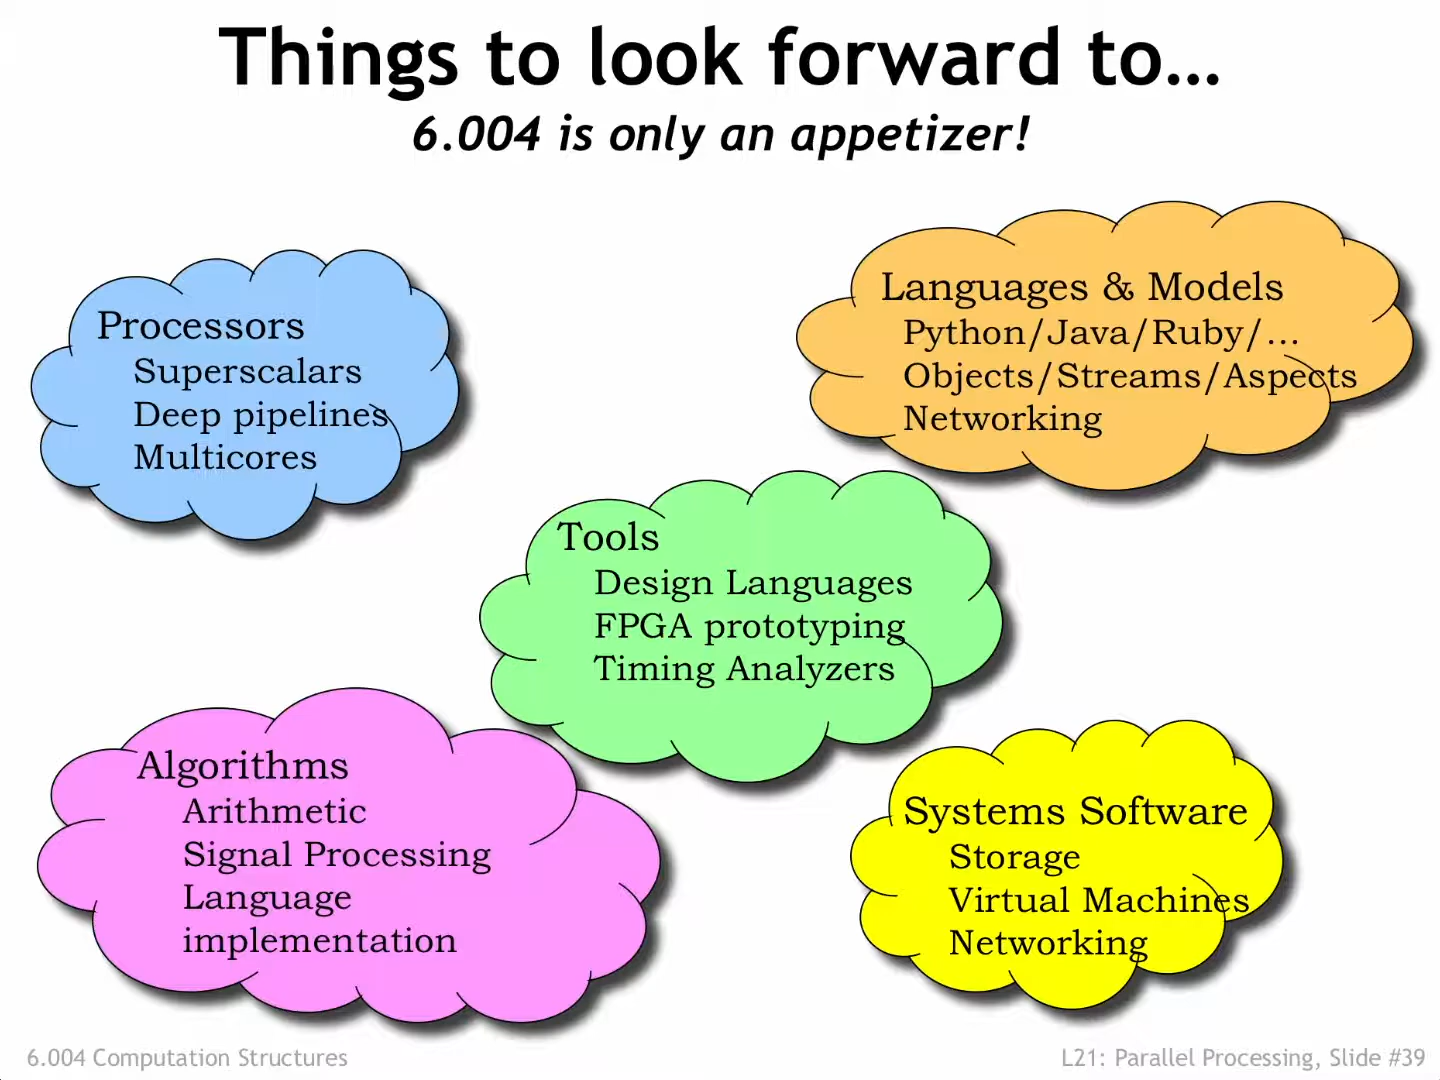 Things to look forward to…
6.004 is only an appetizer!
Processors
Superscalars
Deep pipelines
Multicores
Languages & Models
Python/Java/Ruby/…
Objects/Streams/Aspects
Networking
Tools
Design Languages
FPGA prototyping
Timing Analyzers
Algorithms
Arithmetic
Signal Processing
Language
implementation
Systems Software
Storage
Virtual Machines
Networking
6.004 Computation Structures
L21: Parallel Processing, Slide #39